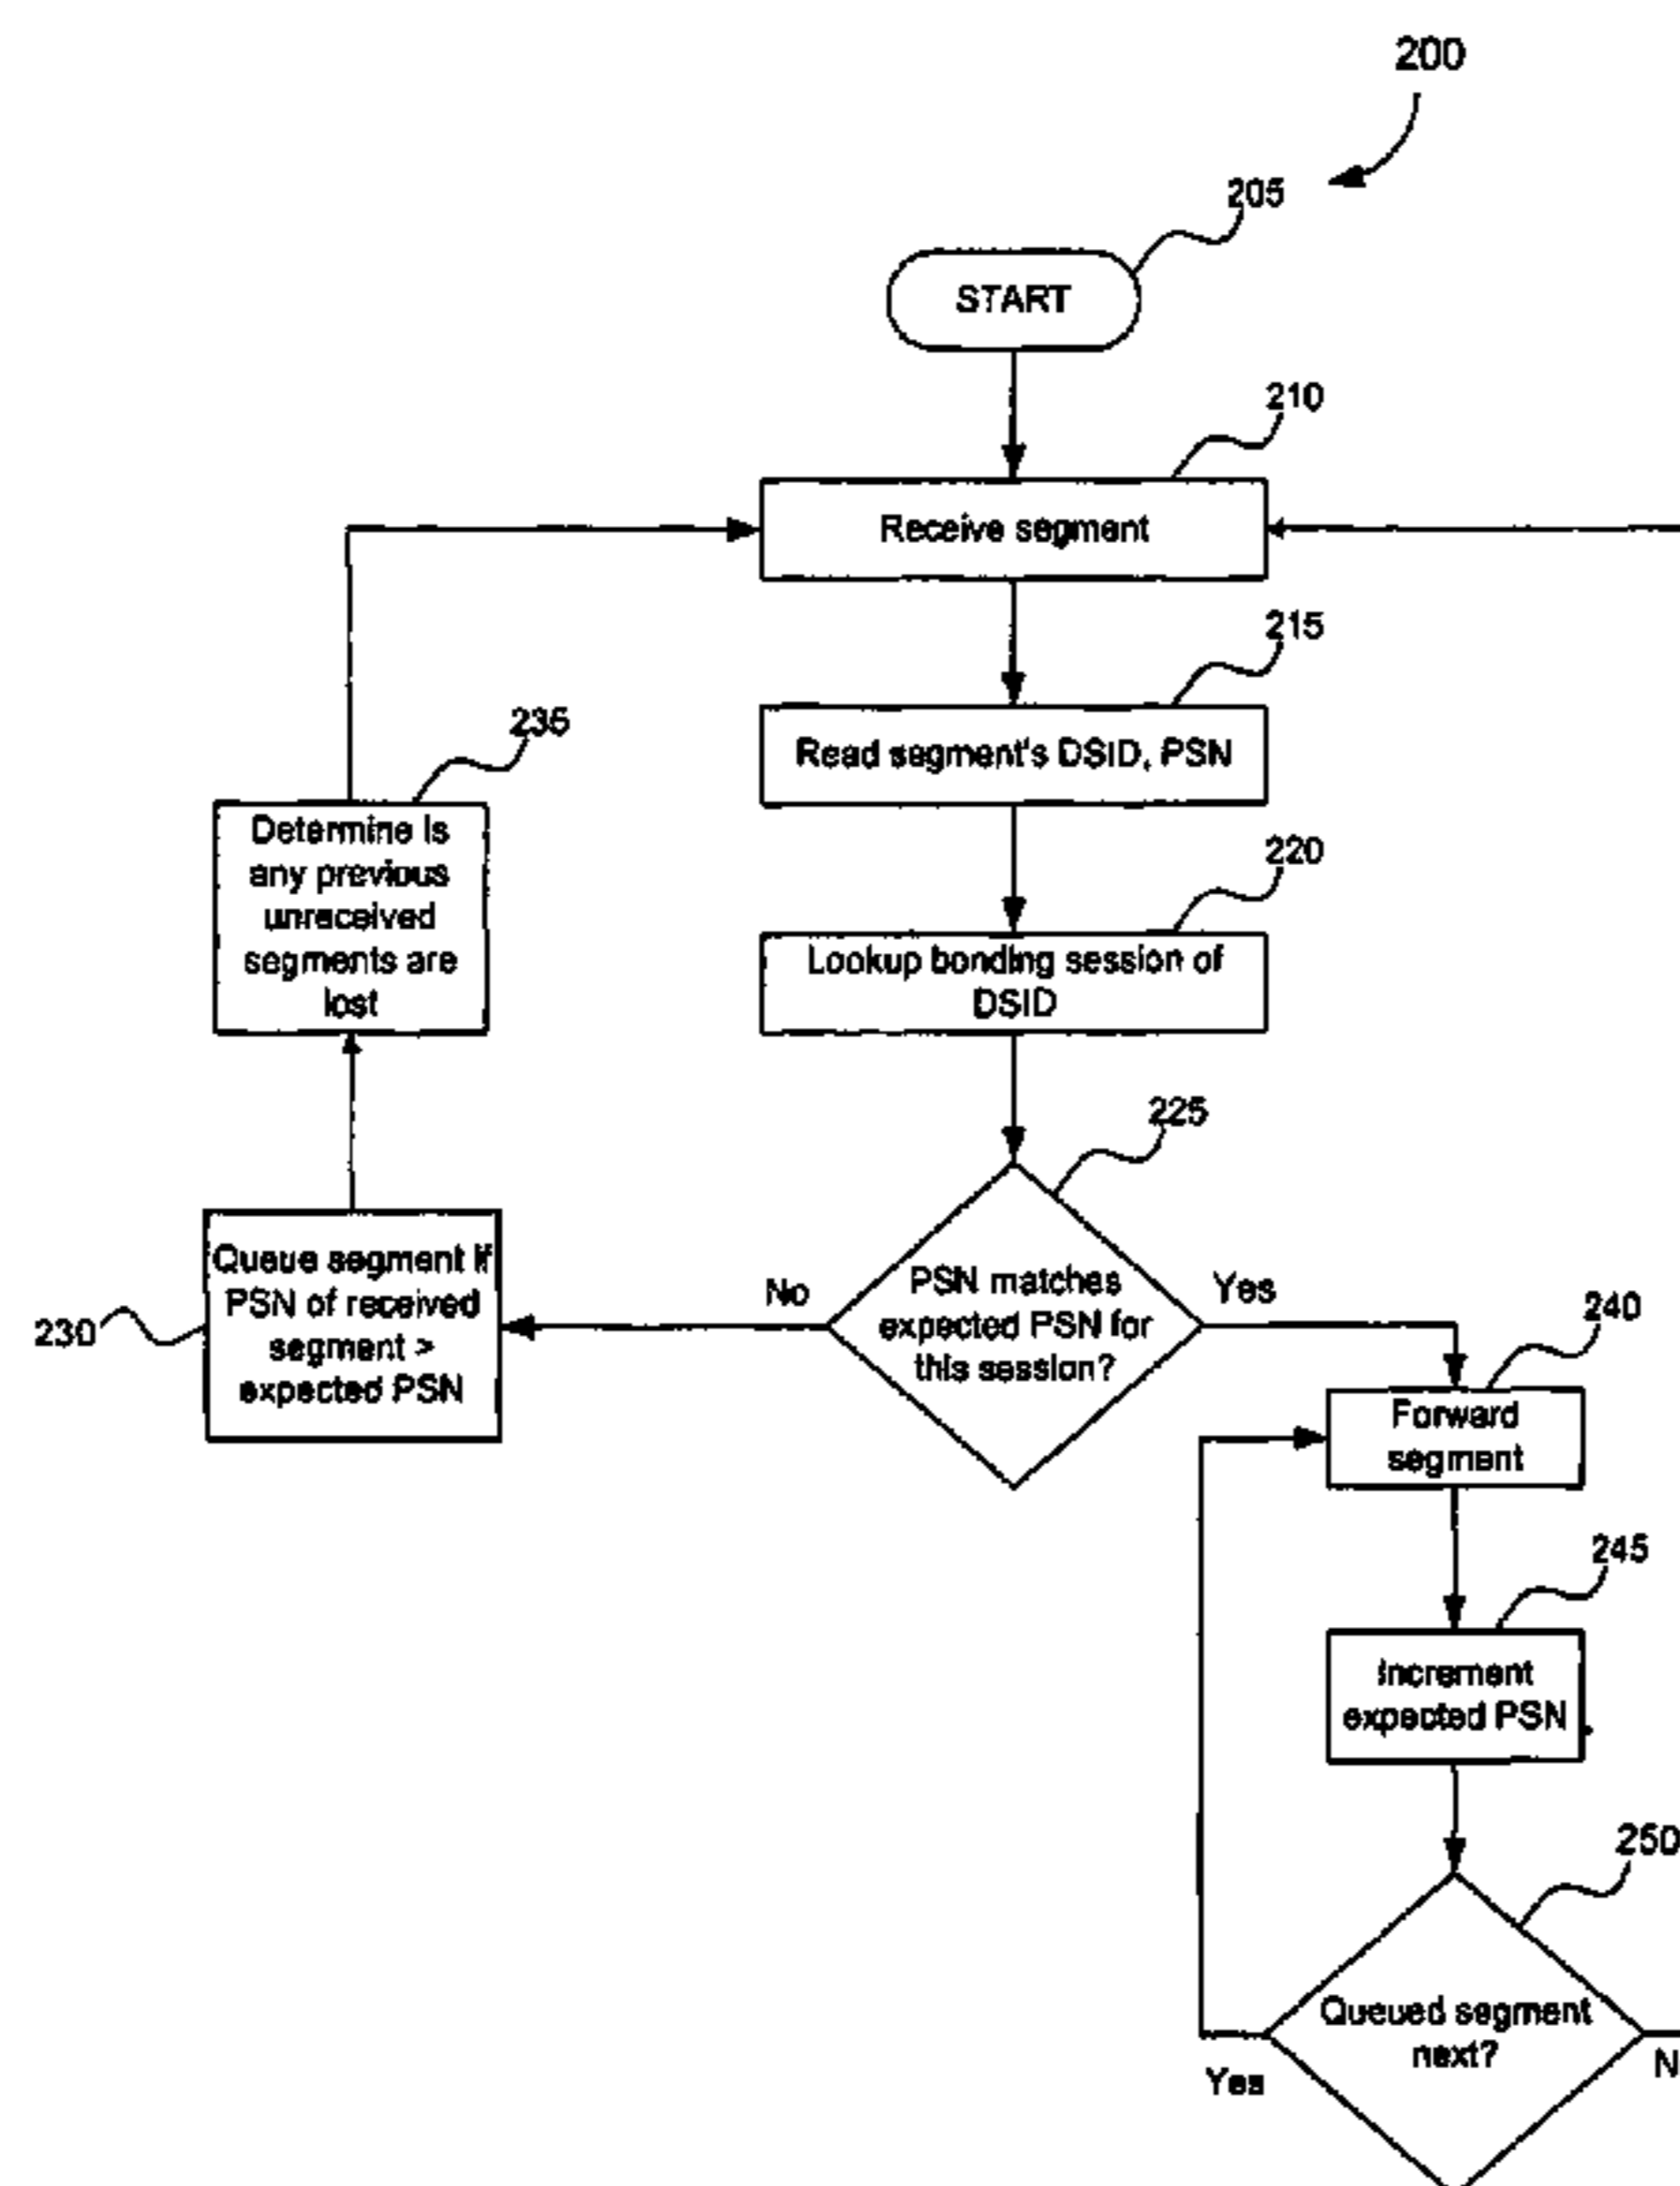 200
205
START
210
Receive segment
215
Read segment's DSID, PSN
220
Lookup bonding session of
DSID
235
Determine is
any previous
unreceived
segments are
lost
225
PSN matches
expected PSN for
this session?
No
Yes
230
Queue segment if
PSN of received
segment >
expected PSN
240
Forward
segment
245
Increment
expected PSN
250
Queued segment
next?
Yes
N